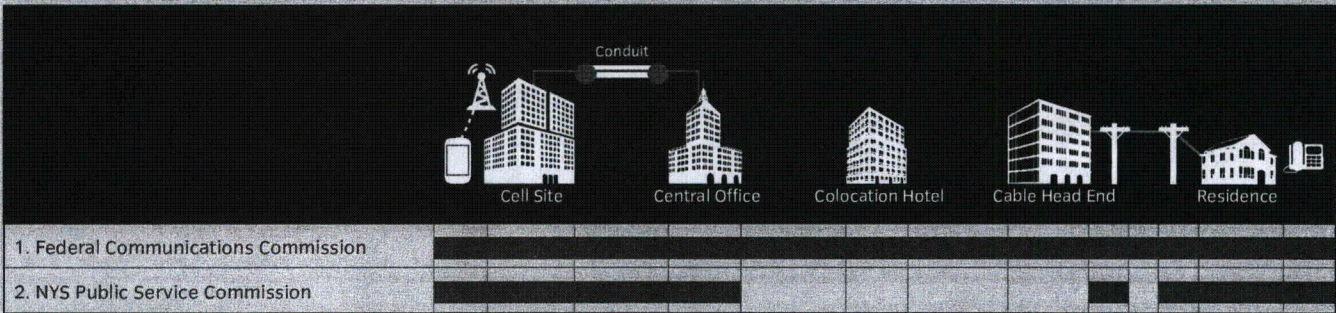 Conduit
Cell Site
Central Office
Colocation Hotel
Cable Head End
Residence
1. Federal Communications Commission
2. NYS Public Service Commission